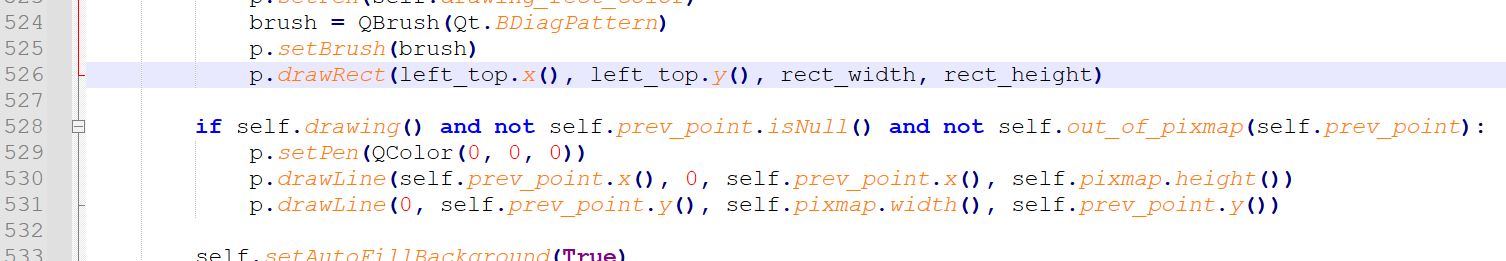 523 p.setPen(self.drawing_rect_color)
524 brush = QBrush(Qt.BDiagPattern)
525 p.setBrush(brush)
526 p.drawRect(left_top.x(), left_top.y(), rect_width, rect_height)
527
528 if self.drawing() and not self.prev_point.isNull() and not self.out_of_pixmap(self.prev_point):
529 p.setPen(QColor(0, 0, 0))
530 p.drawLine(self.prev_point.x(), 0, self.prev_point.x(), self.pixmap.height())
531 p.drawLine(0, self.prev_point.y(), self.pixmap.width(), self.prev_point.y())
532
533 self.setAutoFillBackground(True)